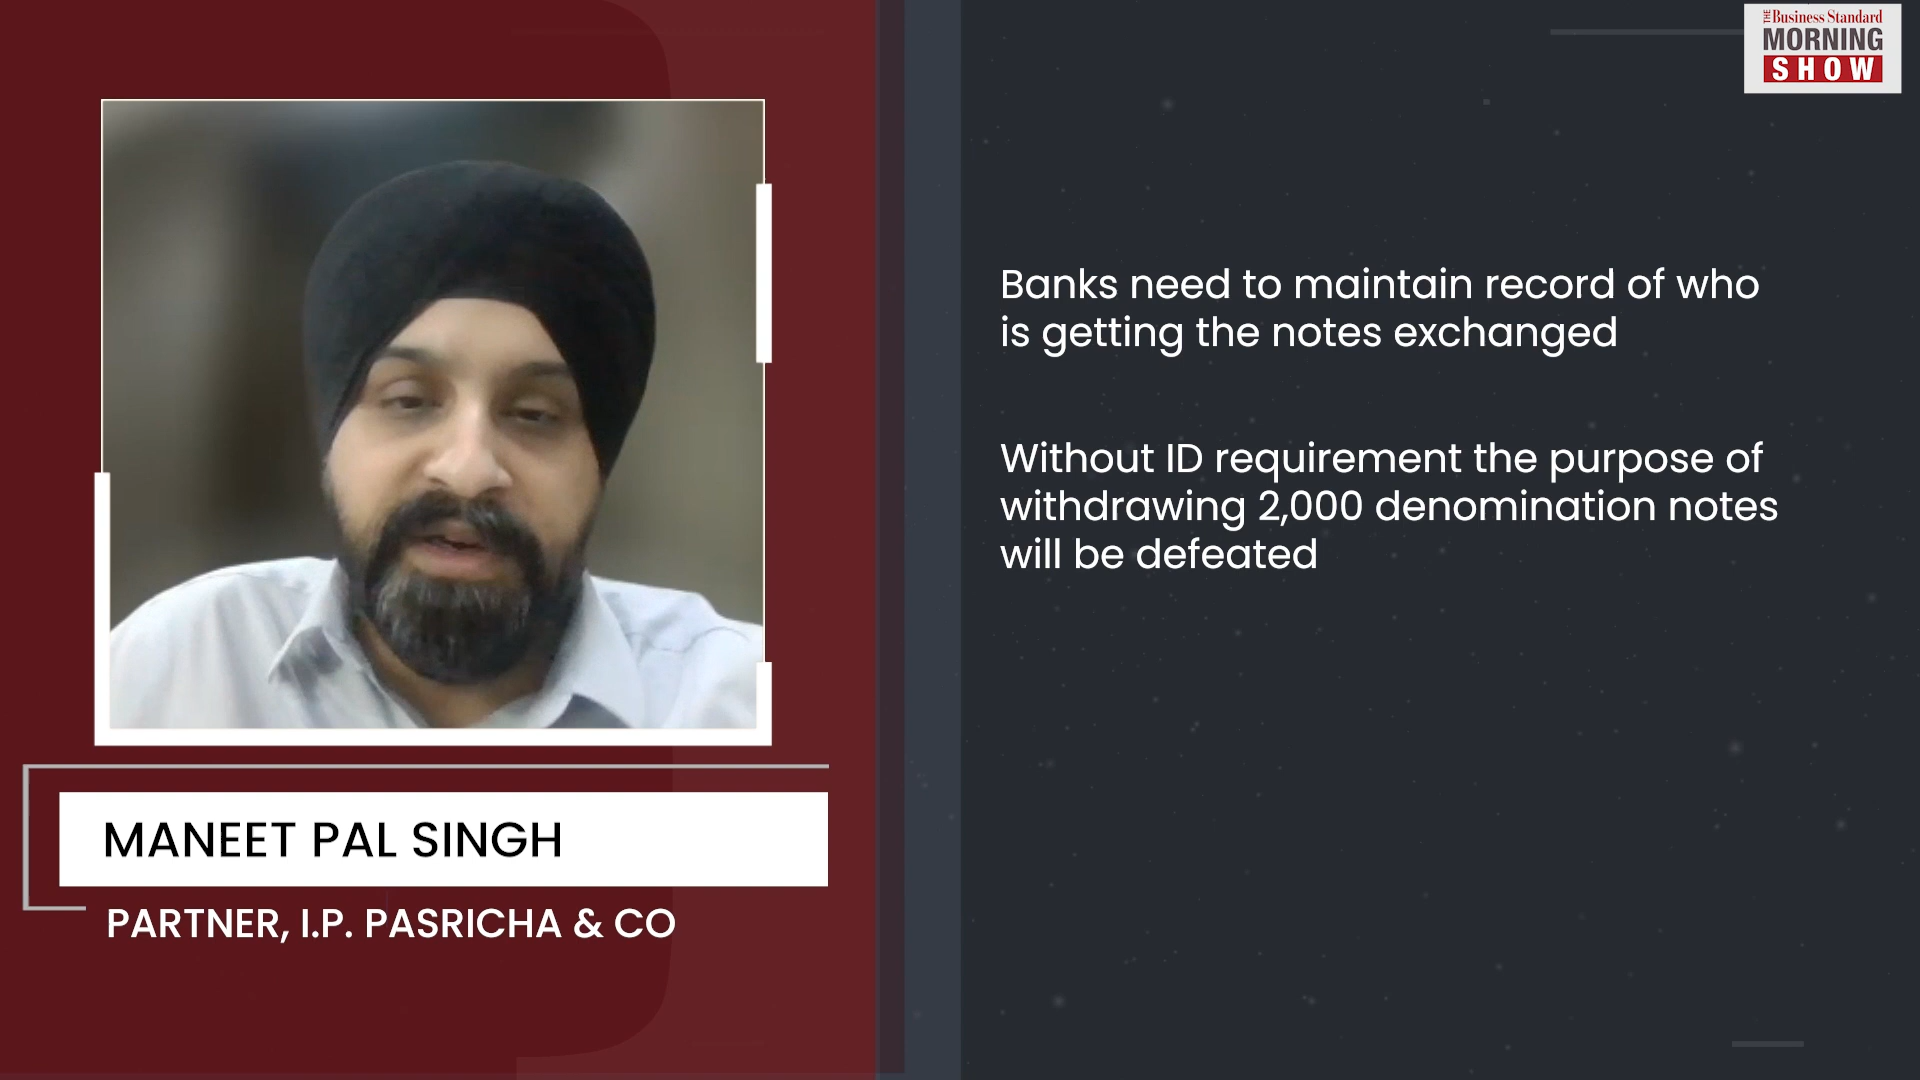 THE Business Standard
MORNING
SHOW
Banks need to maintain record of who
is getting the notes exchanged
Without ID requirement the purpose of
withdrawing 2,000 denomination notes
will be defeated
MANEET PAL SINGH
PARTNER, I.P. PASRICHA & CO